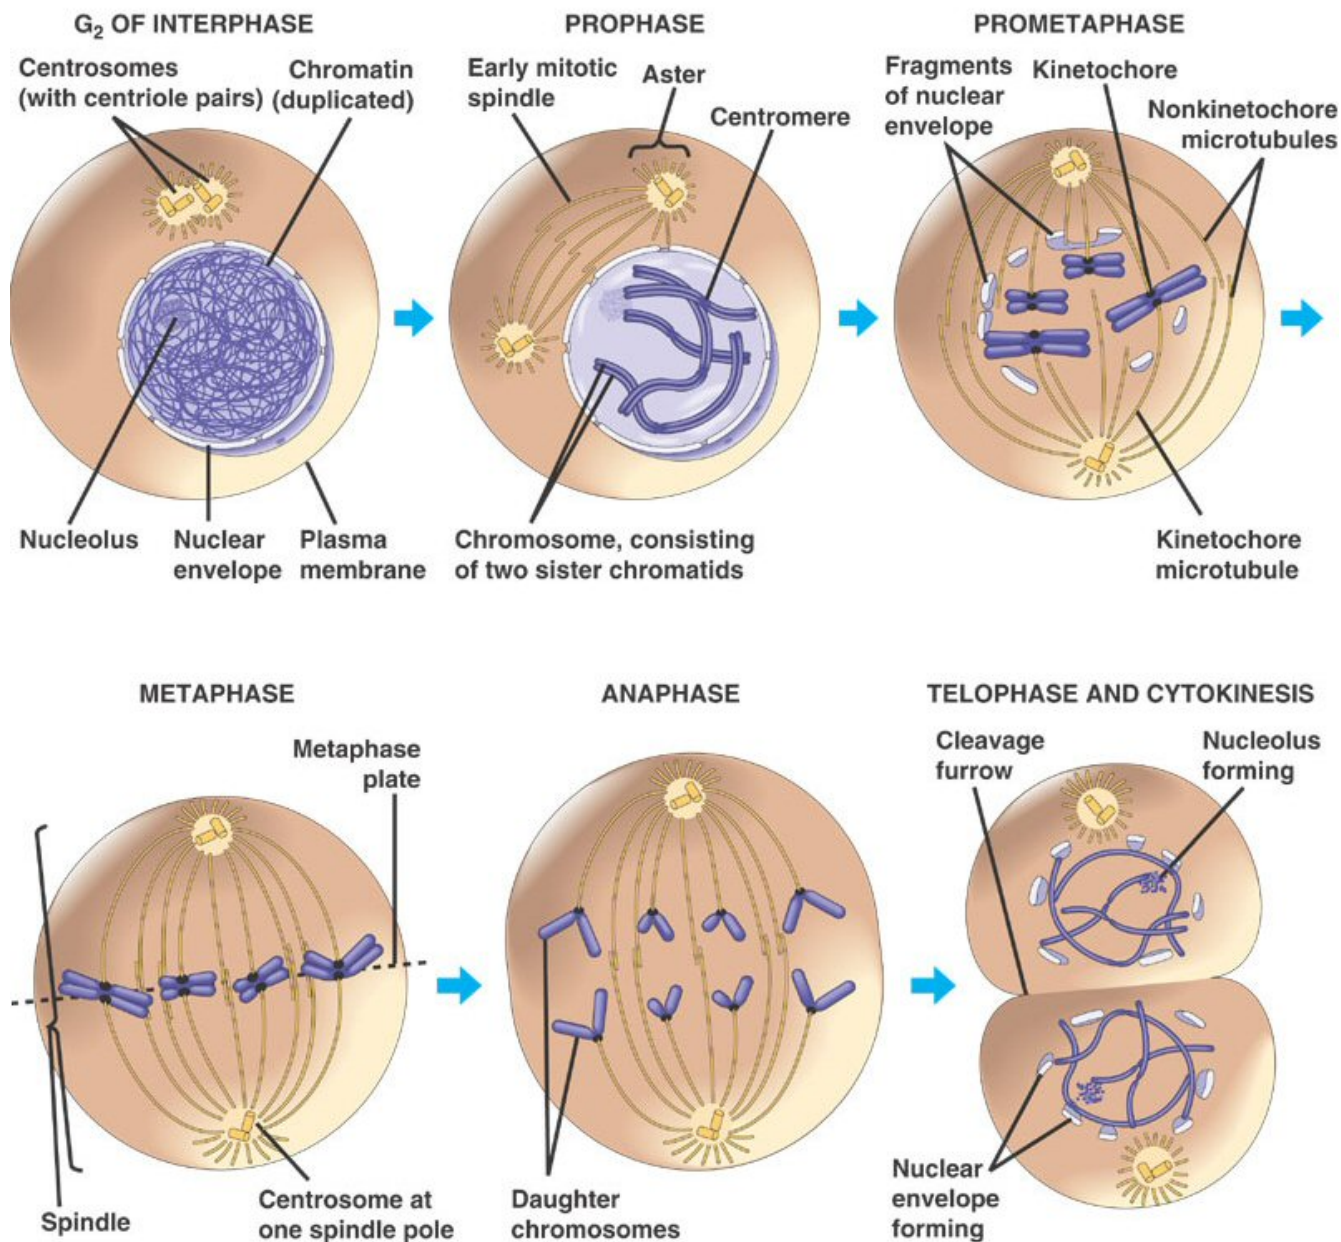 G₂ OF INTERPHASE
Centrosomes
(with centriole pairs)
Chromatin
(duplicated)
Nucleolus
Nuclear
envelope
Plasma
membrane
PROPHASE
Early mitotic
spindle
Aster
Centromere
Chromosome, consisting
of two sister chromatids
PROMETAPHASE
Fragments
of nuclear
envelope
Kinetochore
Nonkinetochore
microtubules
Kinetochore
microtubule
METAPHASE
Metaphase
plate
Spindle
Centrosome at
one spindle pole
ANAPHASE
Daughter
chromosomes
TELOPHASE AND CYTOKINESIS
Cleavage
furrow
Nucleolus
forming
Nuclear
envelope
forming